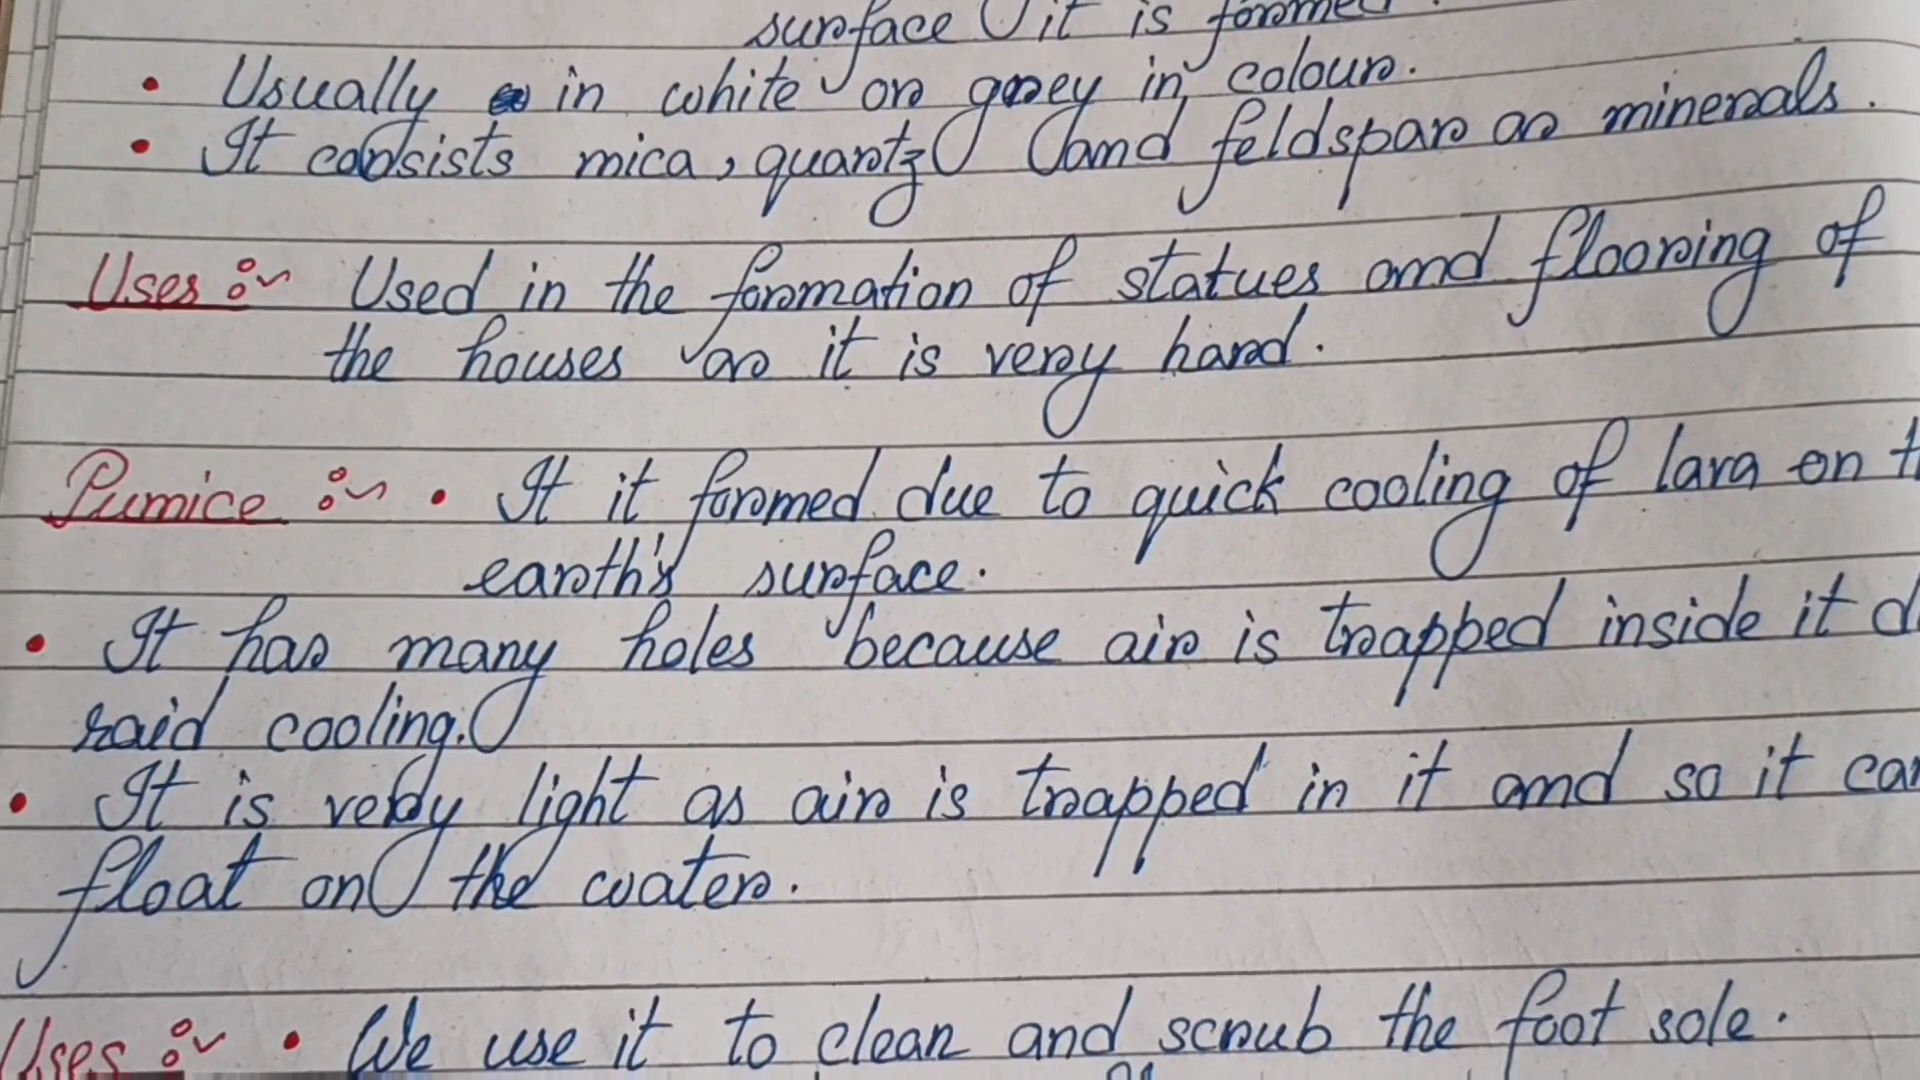 surface it is formed.
• Usually in white or grey in colour.
• It consists mica, quartz and feldspar as minerals.
Uses :~ Used in the formation of statues and flooring of
the houses as it is very hard.
Pumice :~ • It it formed due to quick cooling of lava on
earth's surface.
• It has many holes because air is trapped inside it
raid cooling.
• It is very light as air is trapped in it and so it can
float on the water.
Uses :~ • We use it to clean and scrub the foot sole.